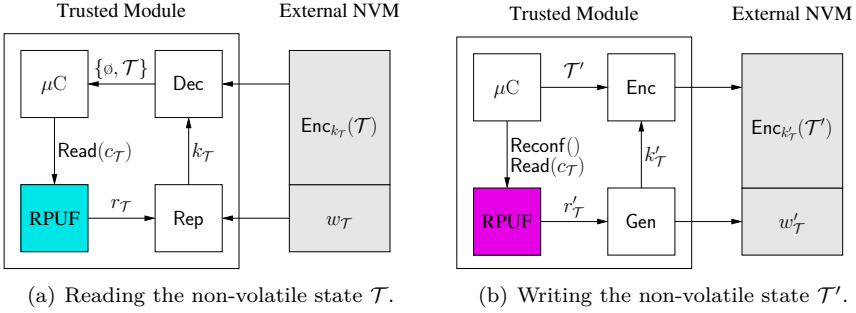 Trusted Module External NVM
μC
{ø, 𝒯}
Dec
Enc_{k_𝒯}(𝒯)
Read(c_𝒯)
k_𝒯
RPUF
r_𝒯
Rep
w_𝒯
(a) Reading the non-volatile state 𝒯.
Trusted Module External NVM
μC
𝒯′
Enc
Enc_{k′_𝒯}(𝒯′)
Reconf()
Read(c_𝒯)
k′_𝒯
RPUF
r′_𝒯
Gen
w′_𝒯
(b) Writing the non-volatile state 𝒯′.